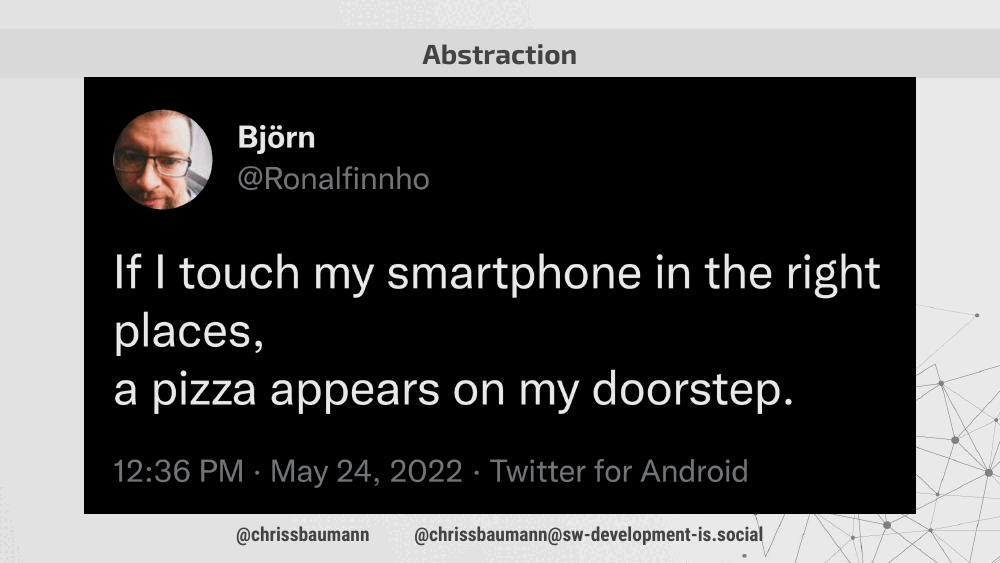 Abstraction
Björn
@Ronalfinnho
If I touch my smartphone in the right
places,
a pizza appears on my doorstep.
12:36 PM · May 24, 2022 · Twitter for Android
@chrissbaumann @chrissbaumann@sw-development-is.social